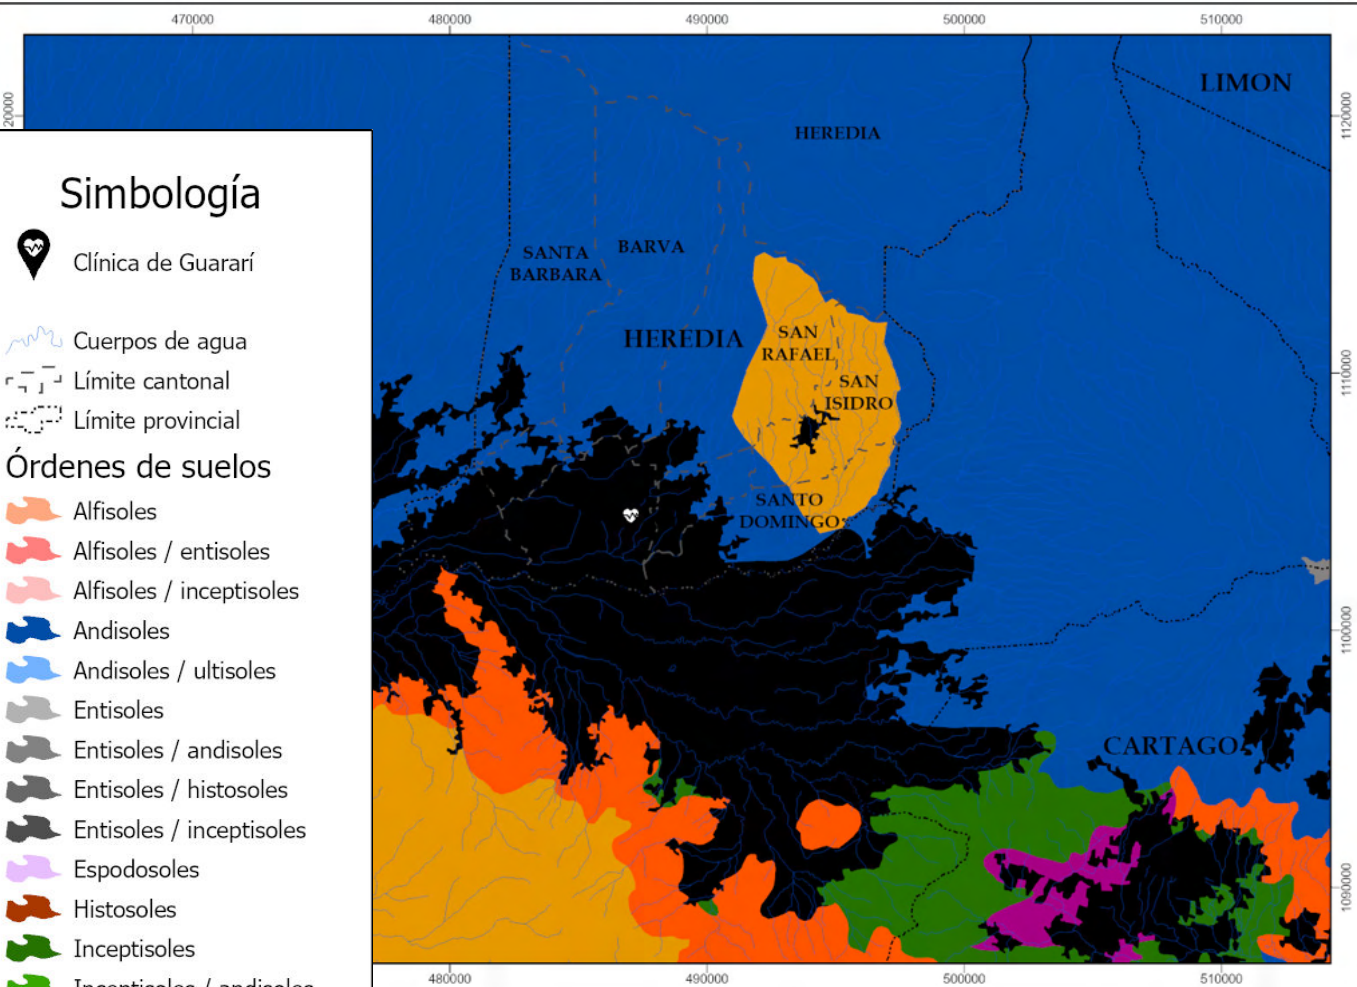 470000
480000
490000
500000
510000
LIMON
20000
1120000
HEREDIA
Simbología
Clínica de Guararí
SANTA
BARBARA
BARVA
HEREDIA
SAN
RAFAEL
SAN
ISIDRO
1110000
Cuerpos de agua
Límite cantonal
Límite provincial
Órdenes de suelos
Alfisoles
Alfisoles / entisoles
Alfisoles / inceptisoles
Andisoles
Andisoles / ultisoles
Entisoles
Entisoles / andisoles
Entisoles / histosoles
Entisoles / inceptisoles
Espodosoles
Histosoles
Inceptisoles
Inceptisoles / andisoles
SANTO
DOMINGO
1100000
CARTAGO
1090000
480000
490000
500000
510000